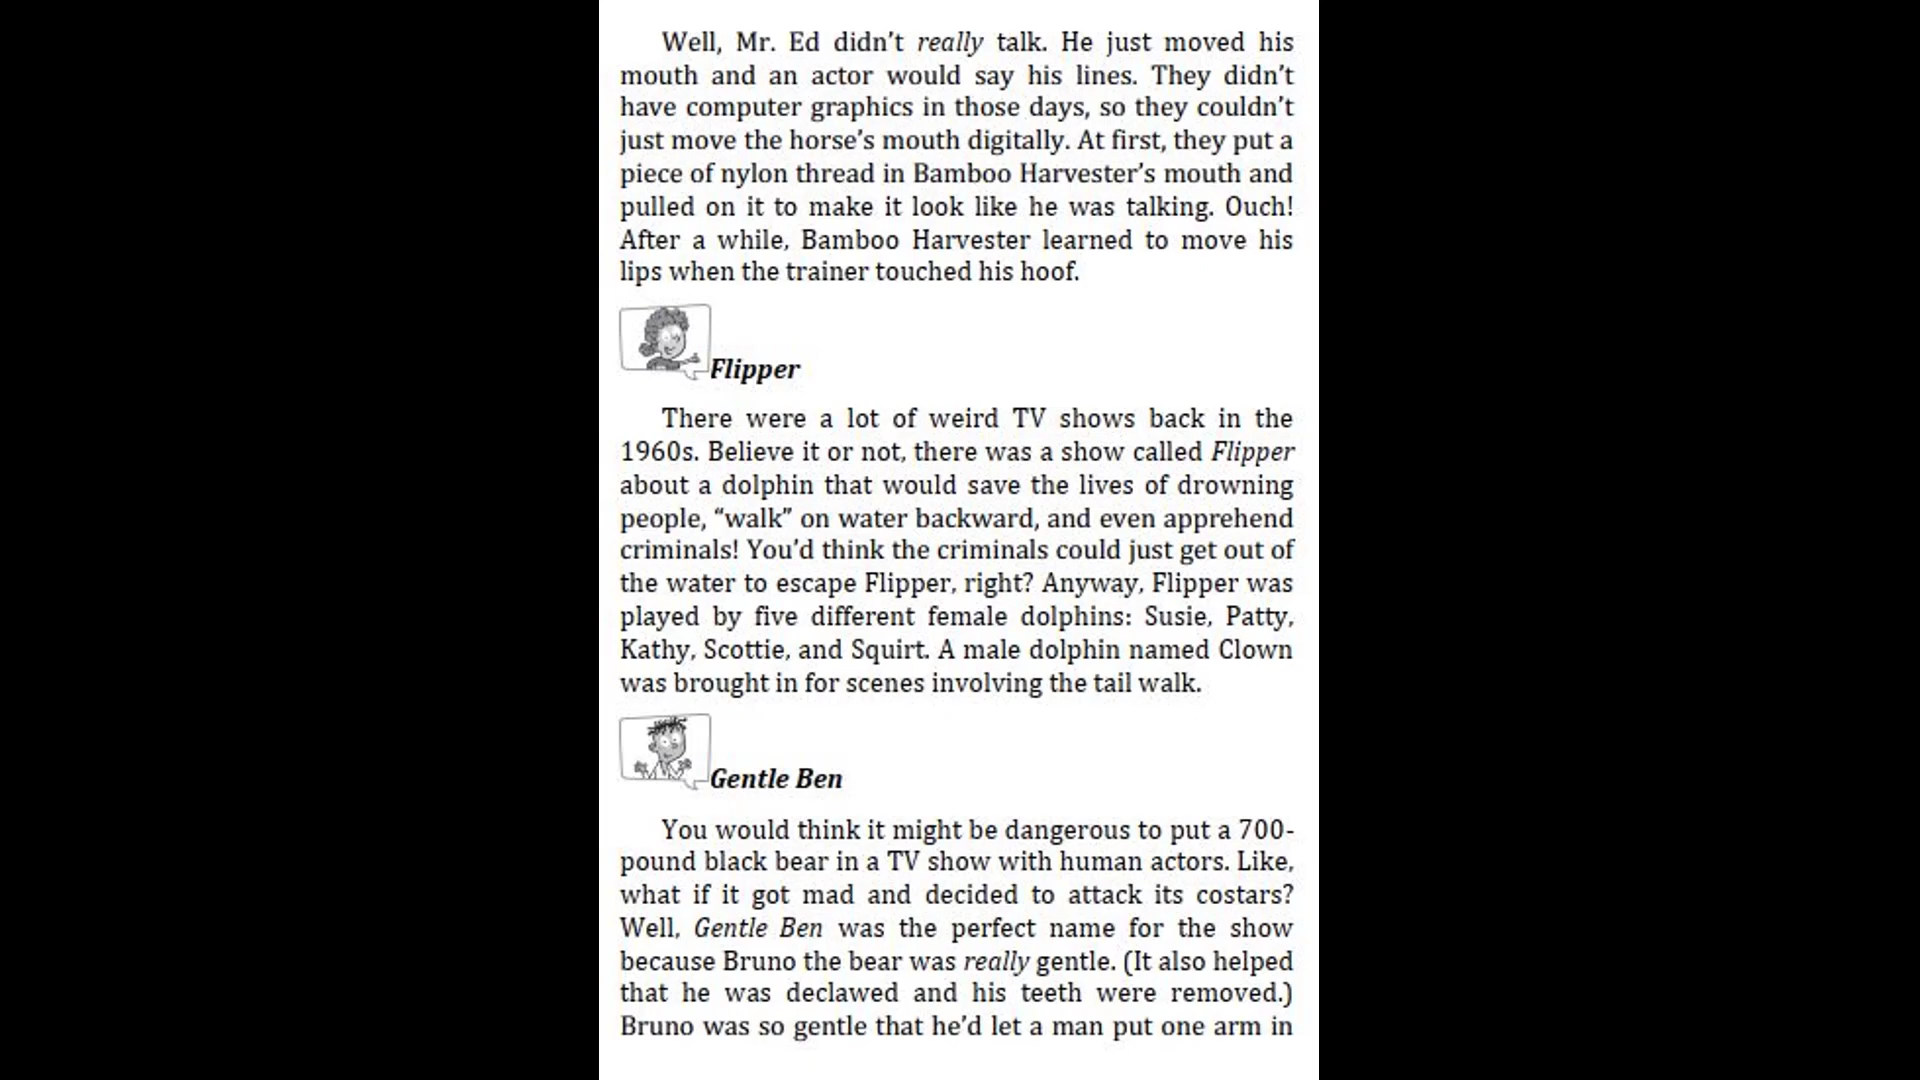 Well, Mr. Ed didn’t really talk. He just moved his
mouth and an actor would say his lines. They didn’t
have computer graphics in those days, so they couldn’t
just move the horse’s mouth digitally. At first, they put a
piece of nylon thread in Bamboo Harvester’s mouth and
pulled on it to make it look like he was talking. Ouch!
After a while, Bamboo Harvester learned to move his
lips when the trainer touched his hoof.
Flipper
There were a lot of weird TV shows back in the
1960s. Believe it or not, there was a show called Flipper
about a dolphin that would save the lives of drowning
people, “walk” on water backward, and even apprehend
criminals! You’d think the criminals could just get out of
the water to escape Flipper, right? Anyway, Flipper was
played by five different female dolphins: Susie, Patty,
Kathy, Scottie, and Squirt. A male dolphin named Clown
was brought in for scenes involving the tail walk.
Gentle Ben
You would think it might be dangerous to put a 700-
pound black bear in a TV show with human actors. Like,
what if it got mad and decided to attack its costars?
Well, Gentle Ben was the perfect name for the show
because Bruno the bear was really gentle. (It also helped
that he was declawed and his teeth were removed.)
Bruno was so gentle that he’d let a man put one arm in